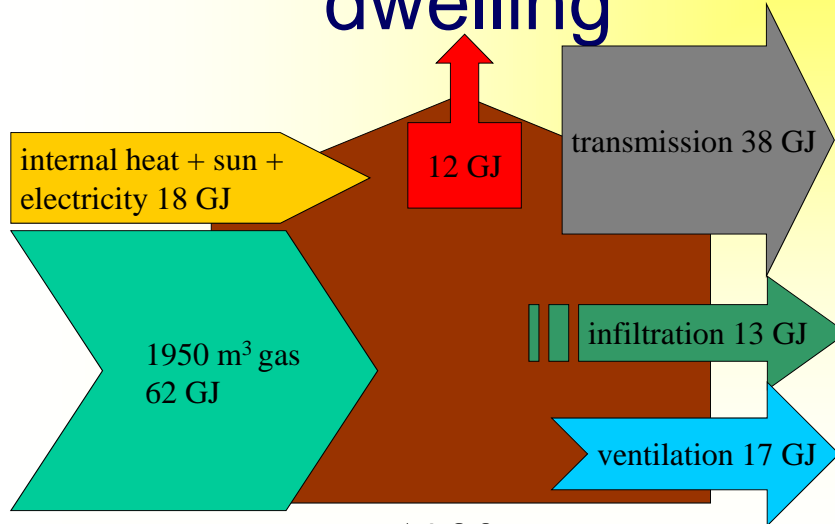 dwelling
internal heat + sun +
electricity 18 GJ
12 GJ
transmission 38 GJ
1950 m³ gas
62 GJ
infiltration 13 GJ
ventilation 17 GJ